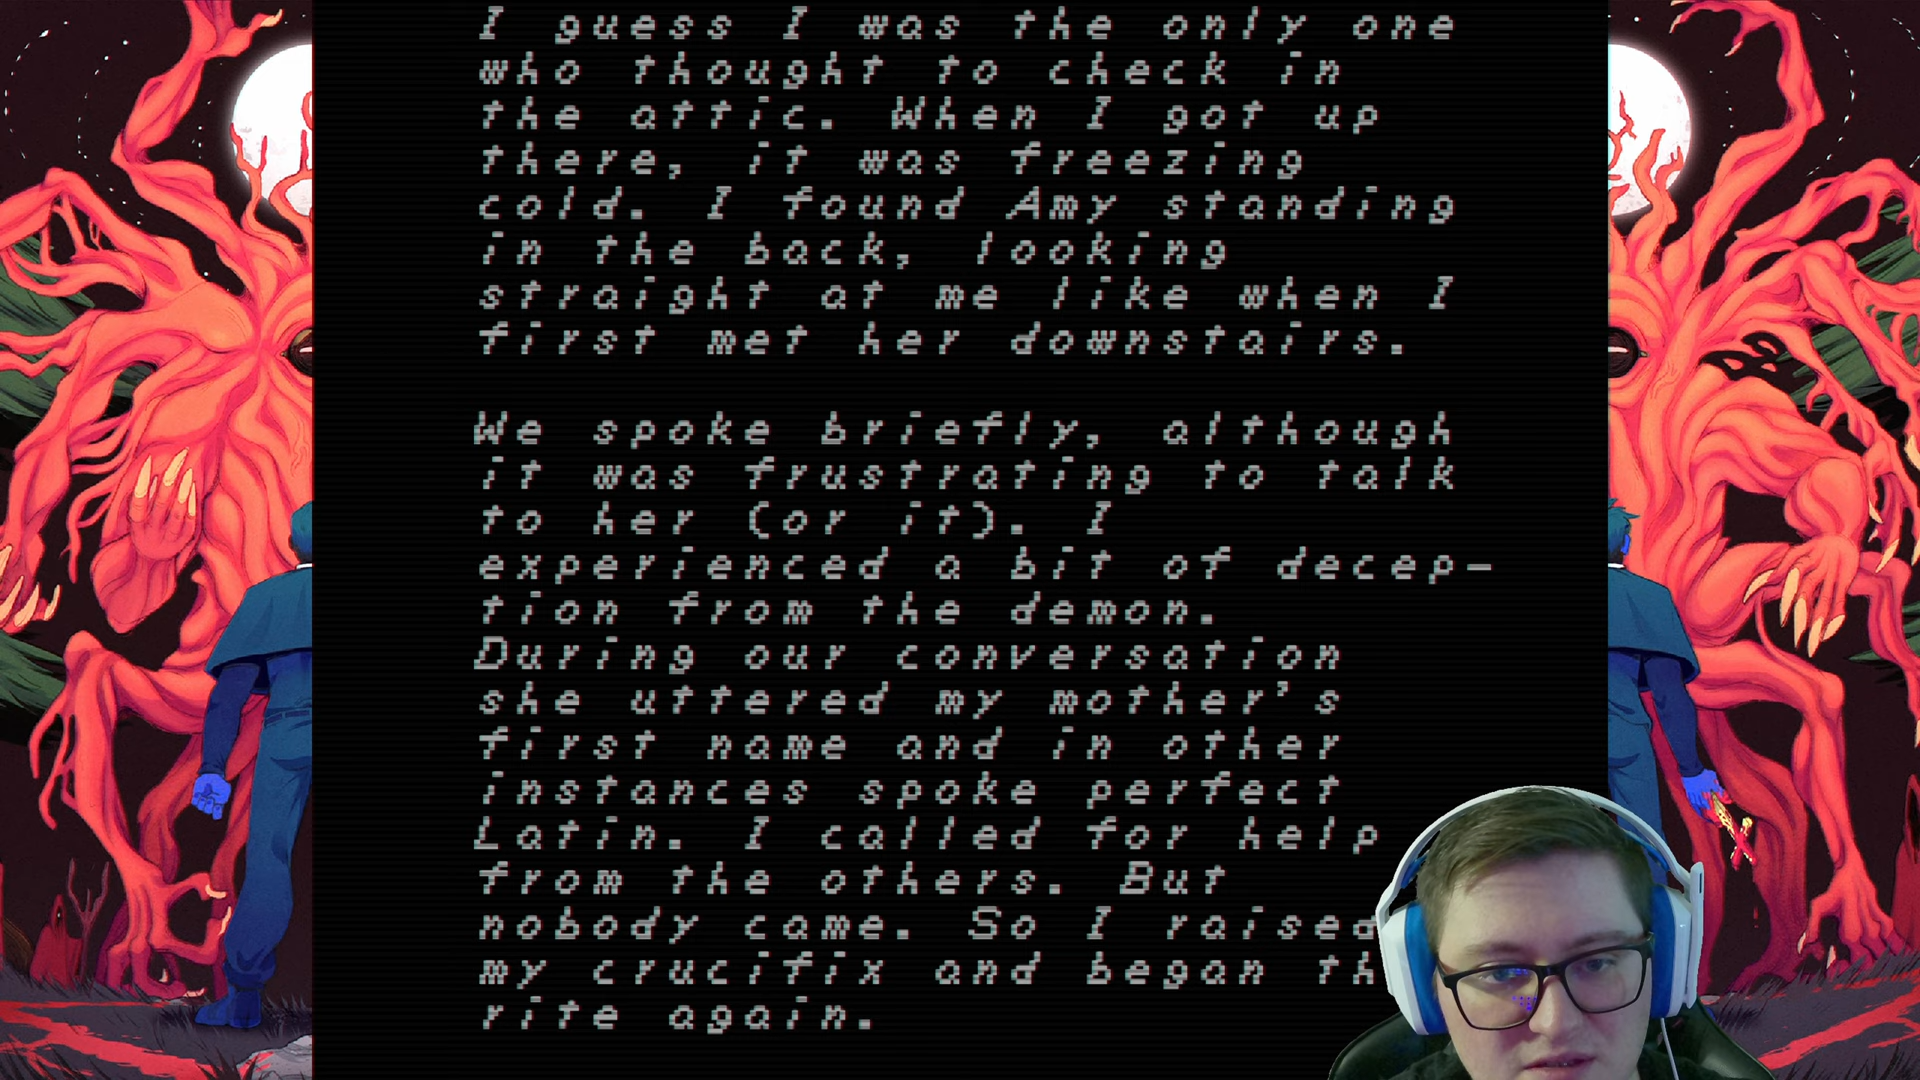 I guess I was the only one
who thought to check in
the attic. When I got up
there, it was freezing
cold. I found Amy standing
in the back, looking
straight at me like when I
first met her downstairs.
We spoke briefly, although
it was frustrating to talk
to her (or it). I
experienced a bit of decep-
tion from the demon.
During our conversation
she uttered my mother's
first name and in other
instances spoke perfect
Latin. I called for help
from the others. But
nobody came. So I raised
my crucifix and began th
rite again.